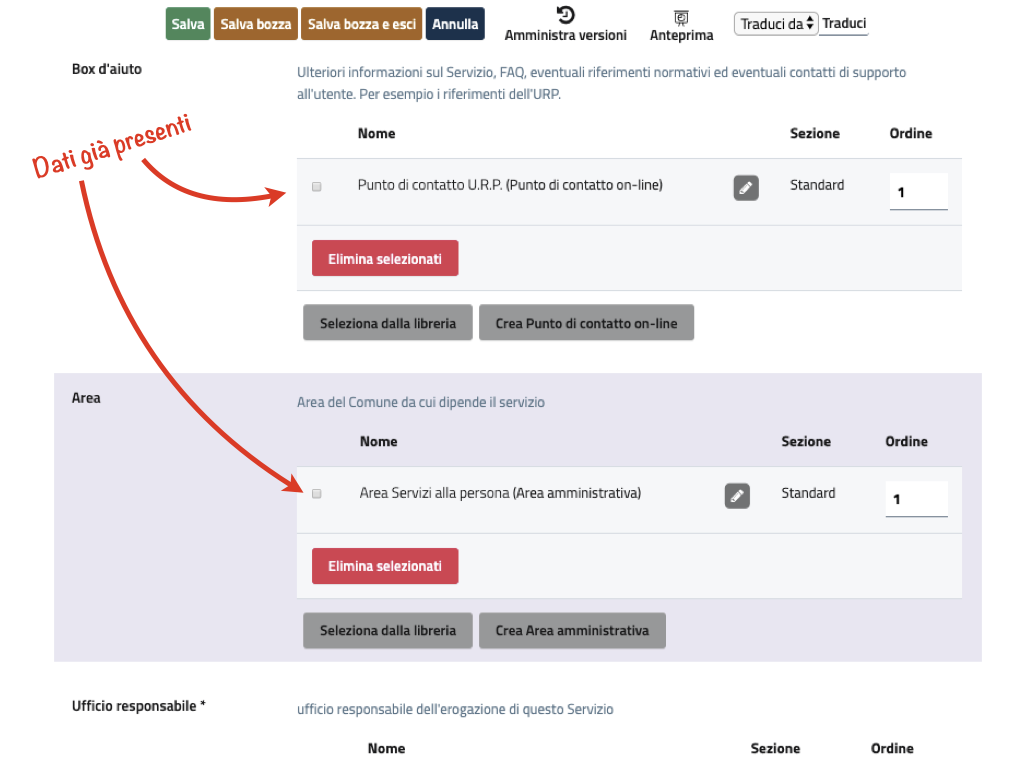 Salva Salva bozza Salva bozza e esci Annulla Amministra versioni Anteprima Traduci da Traduci
Box d'aiuto
Ulteriori informazioni sul Servizio, FAQ, eventuali riferimenti normativi ed eventuali contatti di supporto
all'utente. Per esempio i riferimenti dell'URP.
Nome Sezione Ordine
Dati già presenti
Punto di contatto U.R.P. (Punto di contatto on-line) Standard 1
Elimina selezionati
Seleziona dalla libreria Crea Punto di contatto on-line
Area
Area del Comune da cui dipende il servizio
Nome Sezione Ordine
Area Servizi alla persona (Area amministrativa) Standard 1
Elimina selezionati
Seleziona dalla libreria Crea Area amministrativa
Ufficio responsabile *
ufficio responsabile dell'erogazione di questo Servizio
Nome Sezione Ordine